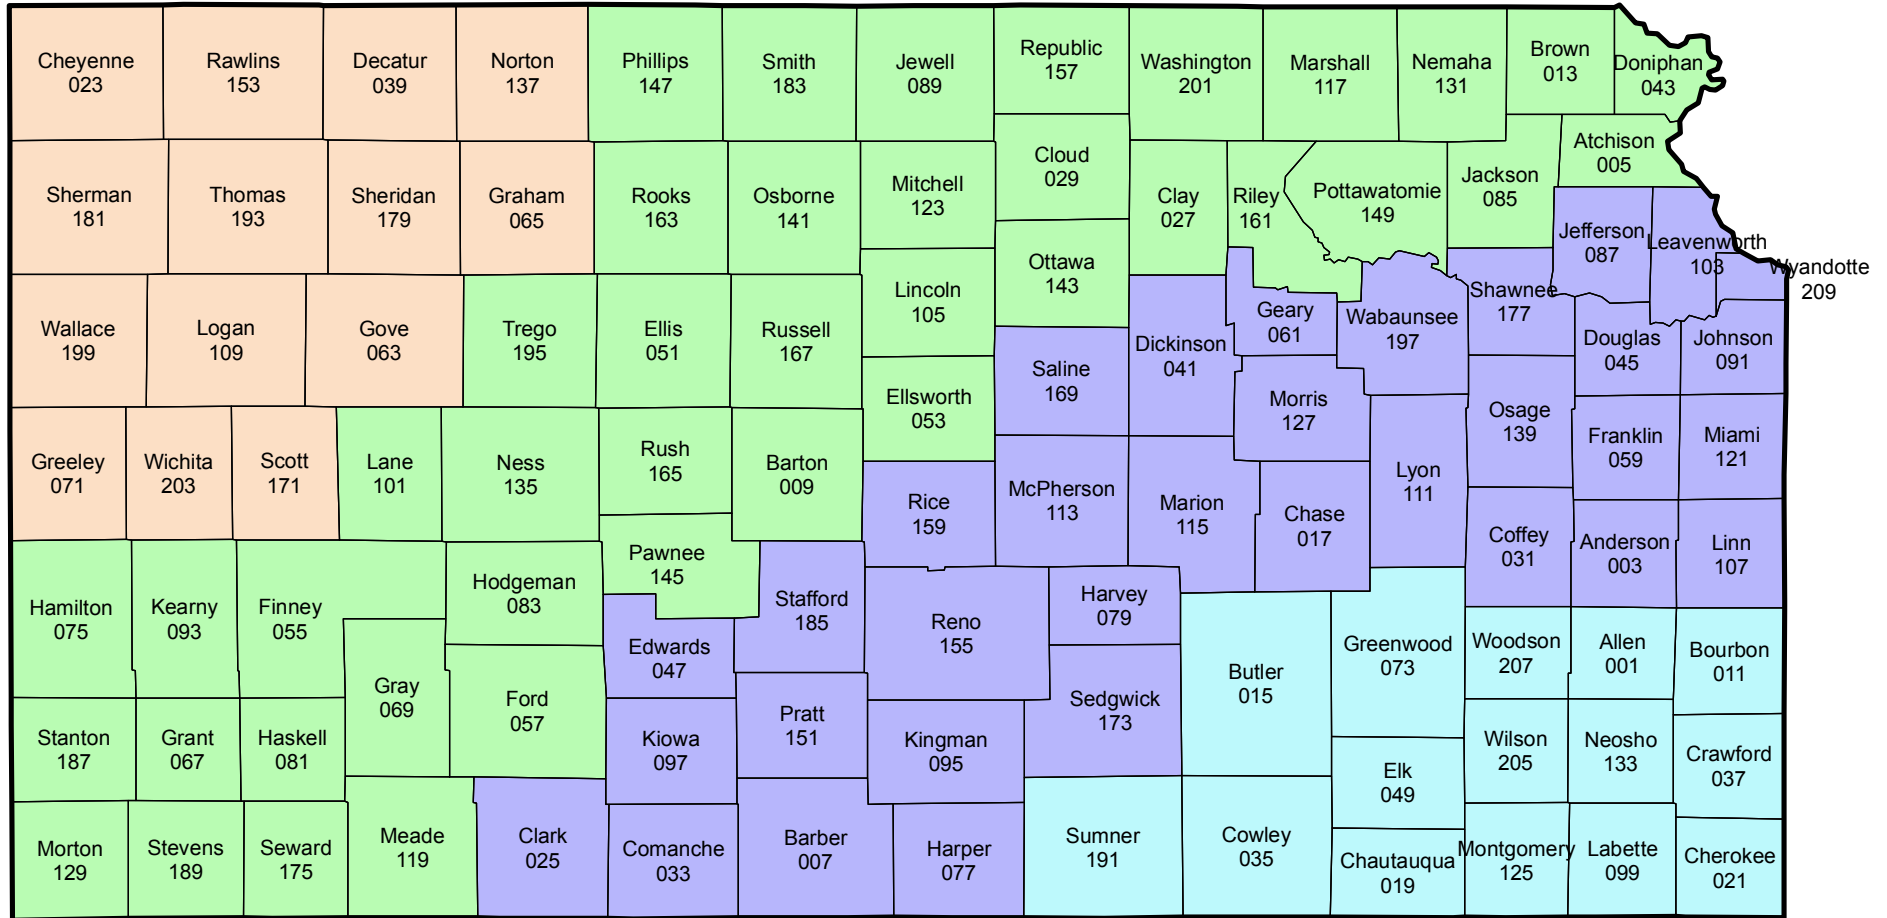 Cheyenne
023
Rawlins
153
Decatur
039
Norton
137
Phillips
147
Smith
183
Jewell
089
Republic
157
Washington
201
Marshall
117
Nemaha
131
Brown
013
Doniphan
043
Sherman
181
Thomas
193
Sheridan
179
Graham
065
Rooks
163
Osborne
141
Mitchell
123
Cloud
029
Clay
027
Riley
161
Pottawatomie
149
Jackson
085
Atchison
005
Jefferson
087
Leavenworth
103
Wyandotte
209
Wallace
199
Logan
109
Gove
063
Trego
195
Ellis
051
Russell
167
Lincoln
105
Ottawa
143
Saline
169
Dickinson
041
Geary
061
Wabaunsee
197
Shawnee
177
Douglas
045
Johnson
091
Greeley
071
Wichita
203
Scott
171
Lane
101
Ness
135
Rush
165
Barton
009
Ellsworth
053
Rice
159
McPherson
113
Marion
115
Morris
127
Chase
017
Lyon
111
Osage
139
Franklin
059
Miami
121
Coffey
031
Anderson
003
Linn
107
Hamilton
075
Kearny
093
Finney
055
Hodgeman
083
Pawnee
145
Stafford
185
Edwards
047
Reno
155
Harvey
079
Gray
069
Ford
057
Kiowa
097
Pratt
151
Kingman
095
Sedgwick
173
Butler
015
Greenwood
073
Woodson
207
Allen
001
Bourbon
011
Stanton
187
Grant
067
Haskell
081
Elk
049
Wilson
205
Neosho
133
Crawford
037
Morton
129
Stevens
189
Seward
175
Meade
119
Clark
025
Comanche
033
Barber
007
Harper
077
Sumner
191
Cowley
035
Chautauqua
019
Montgomery
125
Labette
099
Cherokee
021